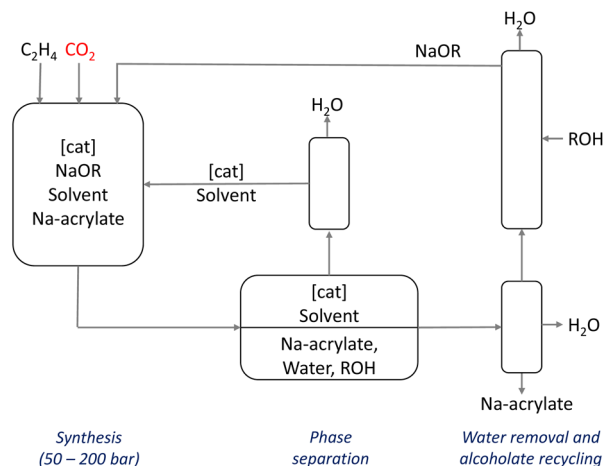 H₂O
C₂H₄ CO₂
NaOR
H₂O
ROH
[cat]
NaOR
Solvent
Na-acrylate
[cat]
Solvent
[cat]
Solvent
Na-acrylate,
Water, ROH
H₂O
Na-acrylate
Synthesis
(50 – 200 bar)
Phase
separation
Water removal and
alcoholate recycling